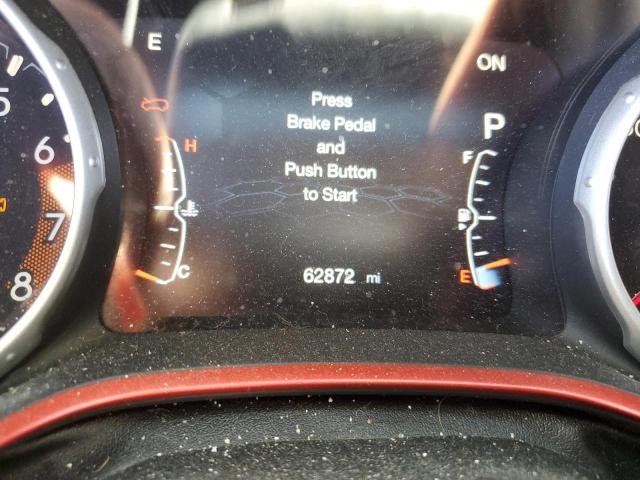 E
ON
Press
Brake Pedal
and
Push Button
to Start
P
H
C
F
E
62872 mi
5
6
7
8